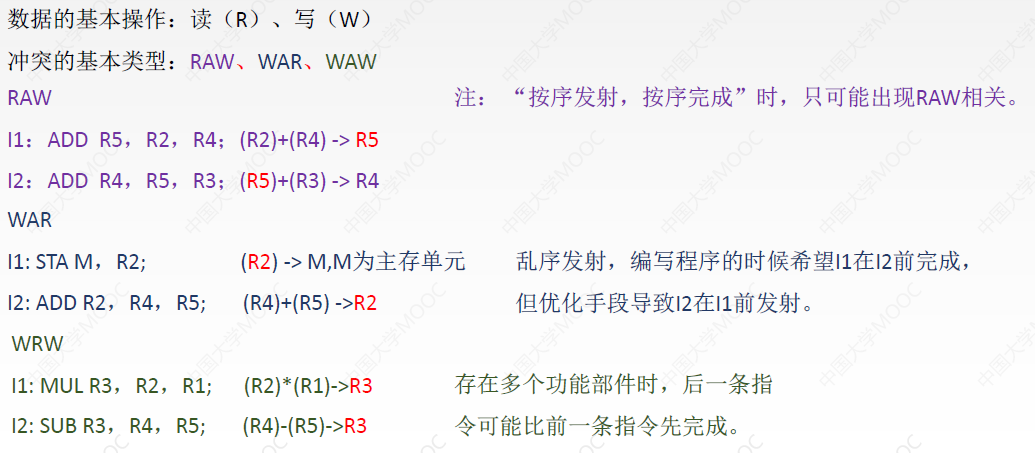 数据的基本操作：读（R）、写（W）
冲突的基本类型：RAW、WAR、WAW
RAW 注： “按序发射，按序完成”时，只可能出现RAW相关。
I1：ADD R5，R2，R4；(R2)+(R4) -> R5
I2：ADD R4，R5，R3；(R5)+(R3) -> R4
WAR
I1: STA M，R2; (R2) -> M,M为主存单元 乱序发射，编写程序的时候希望I1在I2前完成，
I2: ADD R2，R4，R5; (R4)+(R5) ->R2 但优化手段导致I2在I1前发射。
WRW
I1: MUL R3，R2，R1; (R2)*(R1)->R3 存在多个功能部件时，后一条指
I2: SUB R3，R4，R5; (R4)-(R5)->R3 令可能比前一条指令先完成。
中国大学MOOC